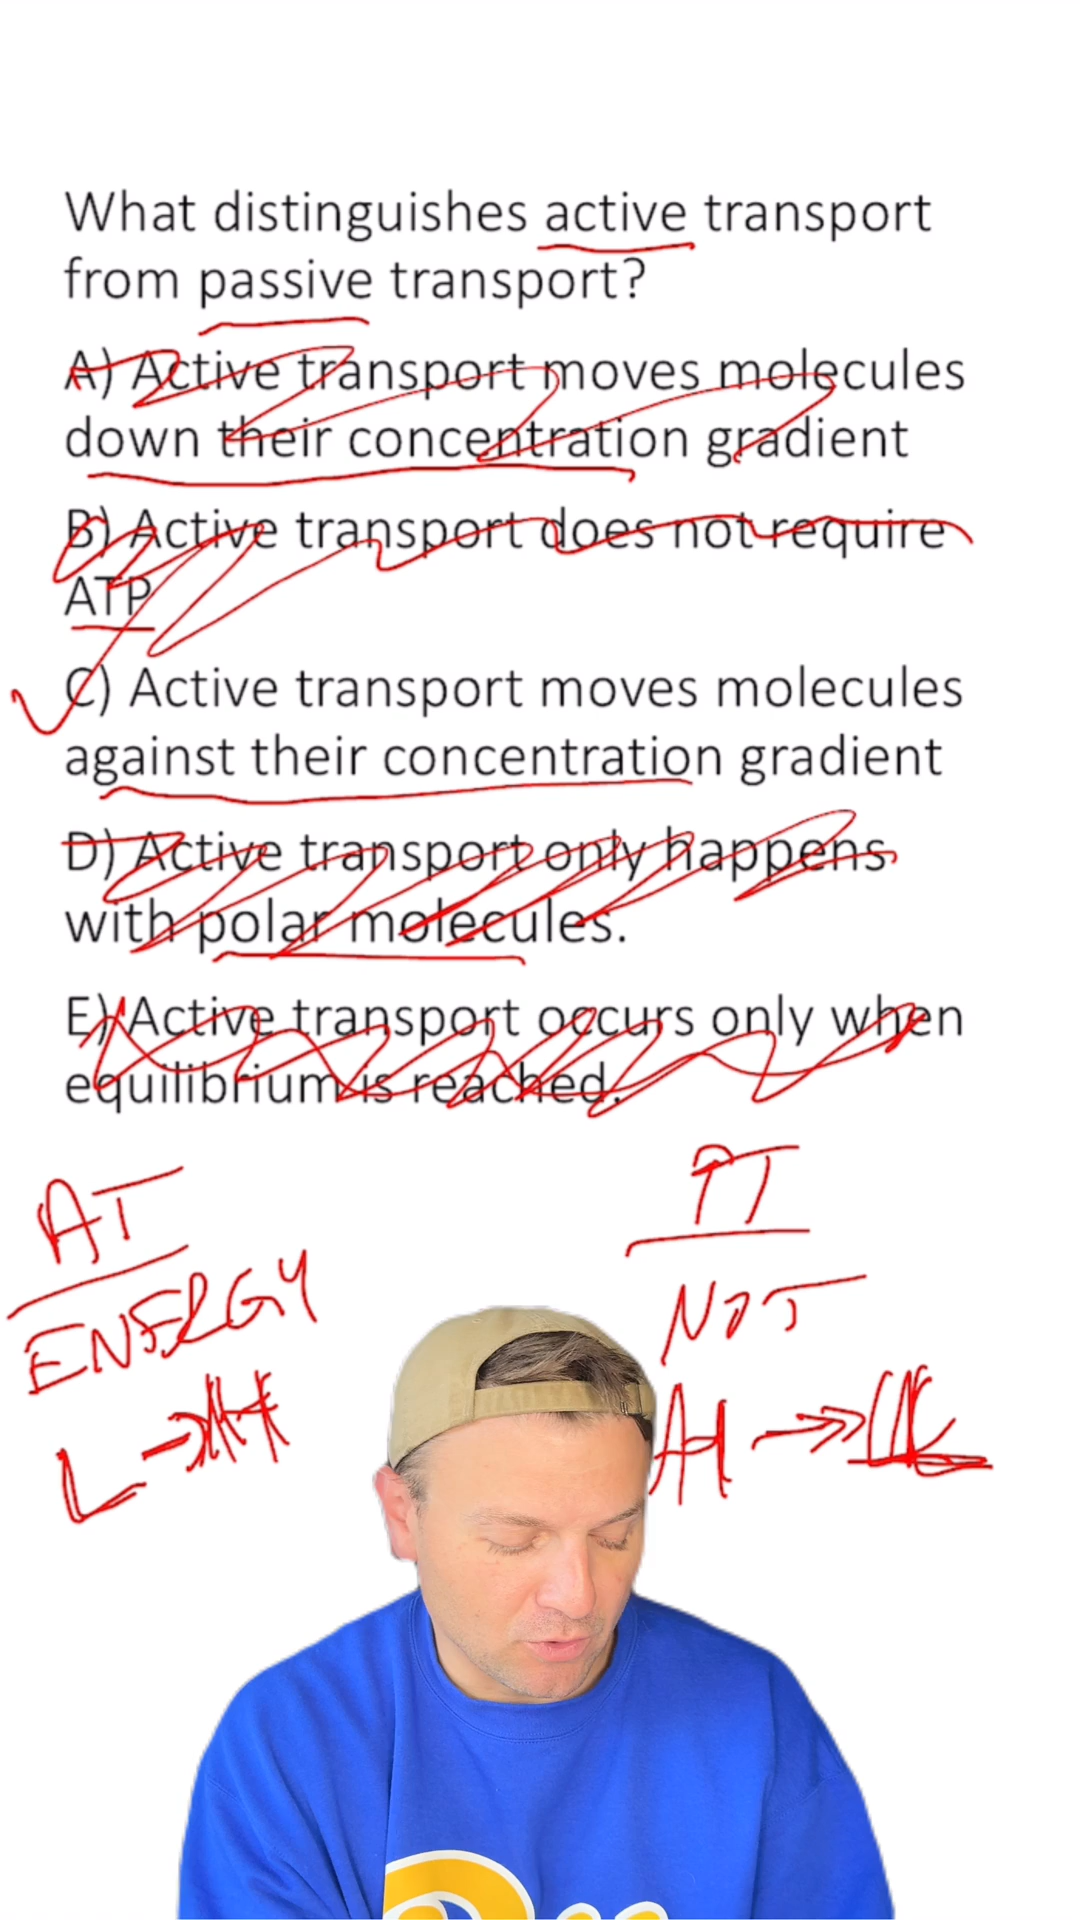 What distinguishes active transport
from passive transport?
A) Active transport moves molecules
down their concentration gradient
B) Active transport does not require
ATP
C) Active transport moves molecules
against their concentration gradient
D) Active transport only happens
with polar molecules.
E) Active transport occurs only when
equilibrium is reached.
AT
PT
ENERGY
NOT
L → H
H → L